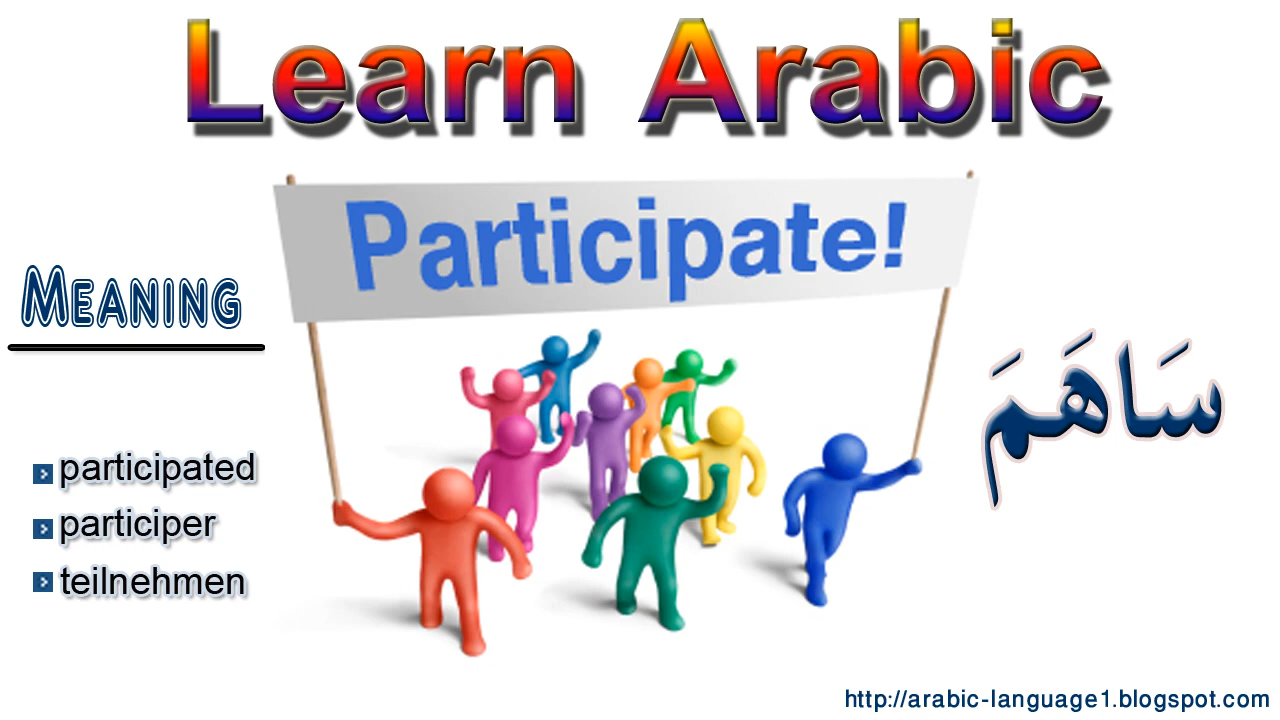 Learn Arabic
Participate!
MEANING
سَاهَمَ
participated
participer
teilnehmen
http://arabic-language1.blogspot.com